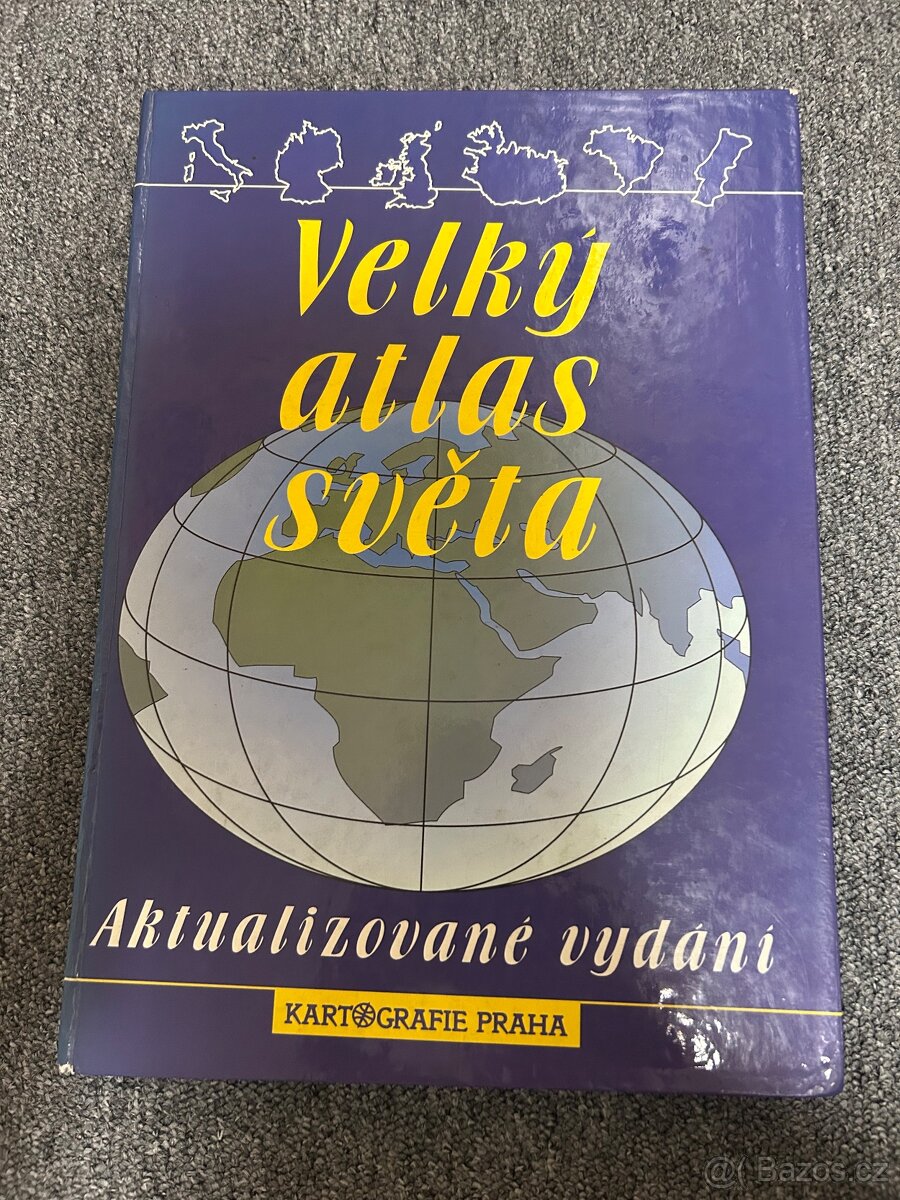 Velký
atlas
světa
Aktualizované vydání
KARTOGRAFIE PRAHA
@( Bazos.cz